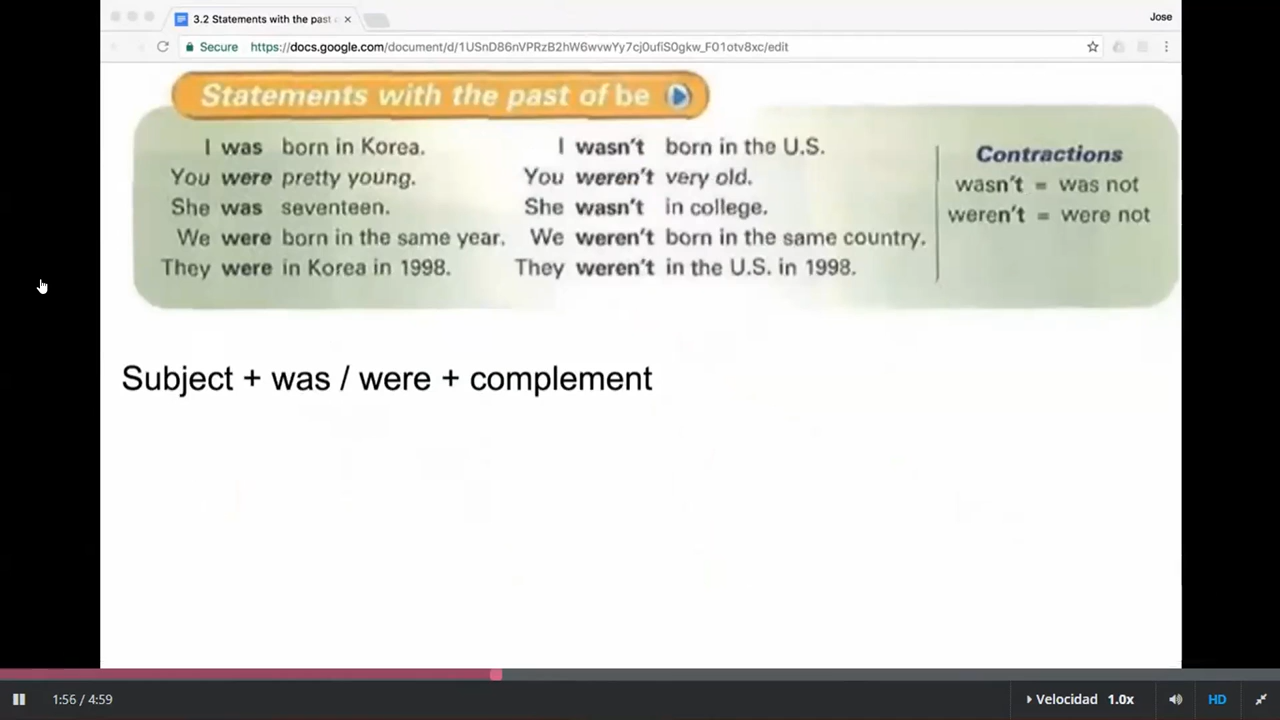 3.2 Statements with the past
Jose
Secure https://docs.google.com/document/d/1USnD86nVPRzB2hW6wvwYy7cj0ufiS0gkw_F01otv8xc/edit
Statements with the past of be
I was born in Korea. I wasn't born in the U.S.
You were pretty young. You weren't very old.
She was seventeen. She wasn't in college.
We were born in the same year. We weren't born in the same country.
They were in Korea in 1998. They weren't in the U.S. in 1998.
Contractions
wasn't = was not
weren't = were not
Subject + was / were + complement
1:56 / 4:59
Velocidad 1.0x
HD